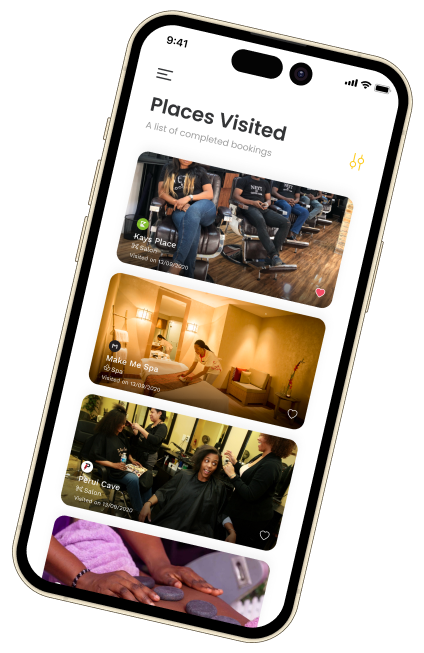 9:41
Places Visited
A list of completed bookings
Kays Place
Salon
Visited on 12/09/2020
Make Me Spa
Spa
Visited on 12/09/2020
Perul Cave
Salon
Visited on 12/09/2020